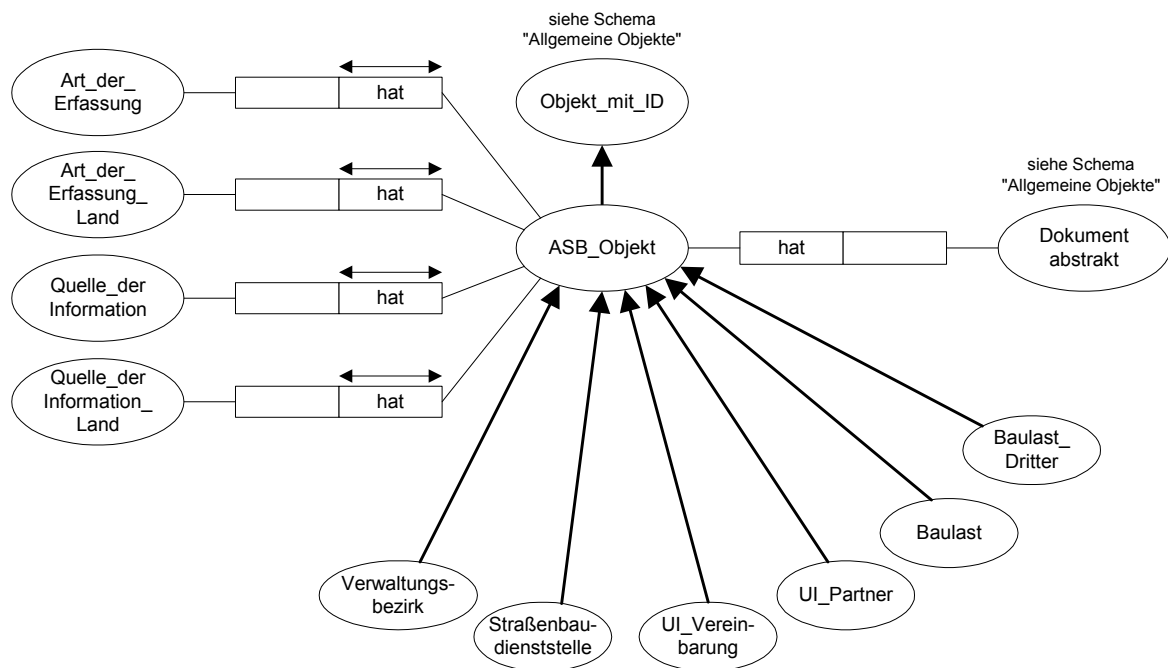 siehe Schema
"Allgemeine Objekte"
Art_der_
Erfassung
hat
Objekt_mit_ID
Art_der_
Erfassung_
Land
hat
siehe Schema
"Allgemeine Objekte"
ASB_Objekt
hat
Dokument
abstrakt
Quelle_der
Information
hat
Quelle_der
Information_
Land
hat
Baulast_
Dritter
Baulast
UI_Partner
Verwaltungs-
bezirk
Straßenbau-
dienststelle
UI_Verein-
barung